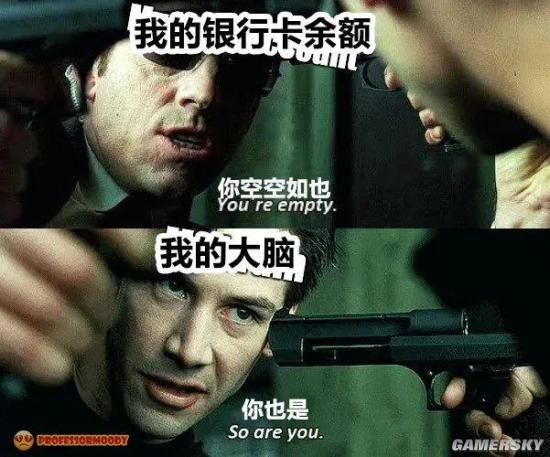 我的银行卡余额
你空空如也
You re empty.
我的大脑
你也是
So are you.
PROFESSORMOODY
GAMERSKY